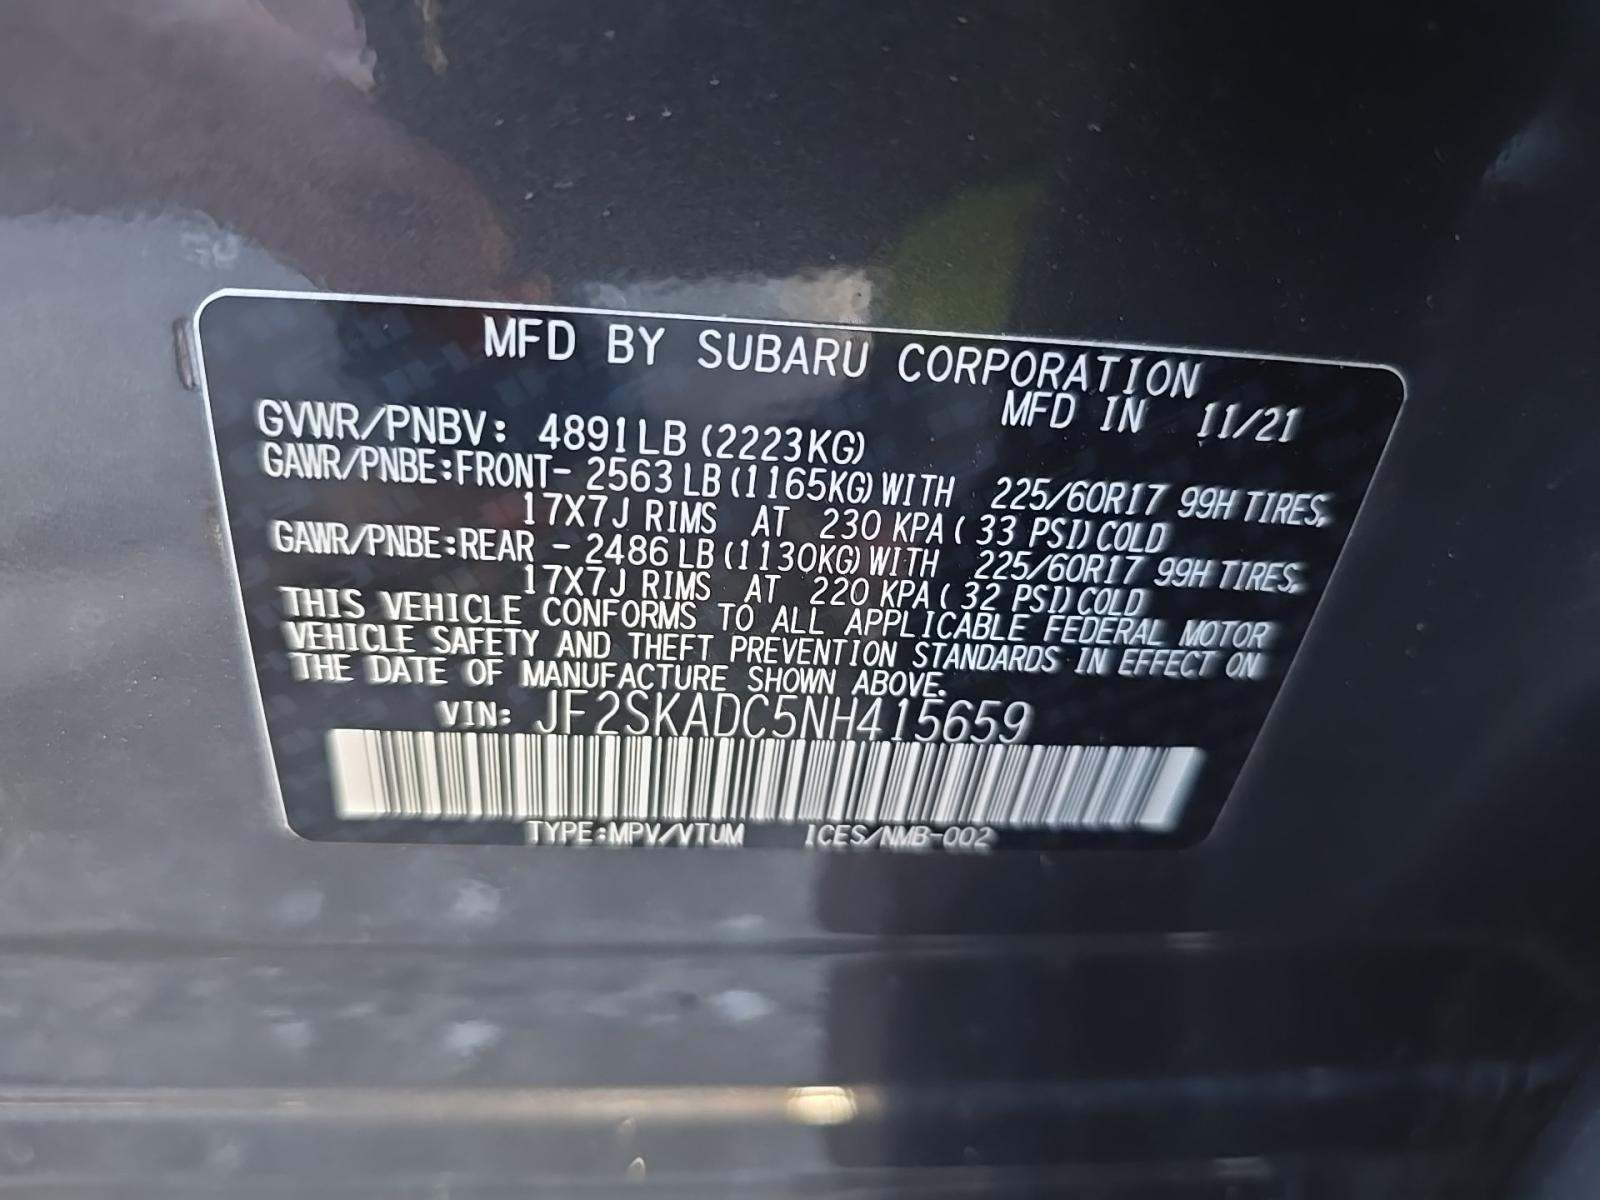 MFD BY SUBARU CORPORATION
MFD IN 11/21
GVWR/PNBV: 4891LB (2223KG)
GAWR/PNBE:FRONT- 2563 LB (1165KG) WITH 225/60R17 99H TIRES,
17X7J RIMS AT 230 KPA ( 33 PSI) COLD
GAWR/PNBE:REAR - 2486 LB (1130KG) WITH 225/60R17 99H TIRES,
17X7J RIMS AT 220 KPA ( 32 PSI) COLD
THIS VEHICLE CONFORMS TO ALL APPLICABLE FEDERAL MOTOR
VEHICLE SAFETY AND THEFT PREVENTION STANDARDS IN EFFECT ON
THE DATE OF MANUFACTURE SHOWN ABOVE.
VIN: JF2SKADC5NH415659
TYPE:MPV/VTUM ICES/NMB-002